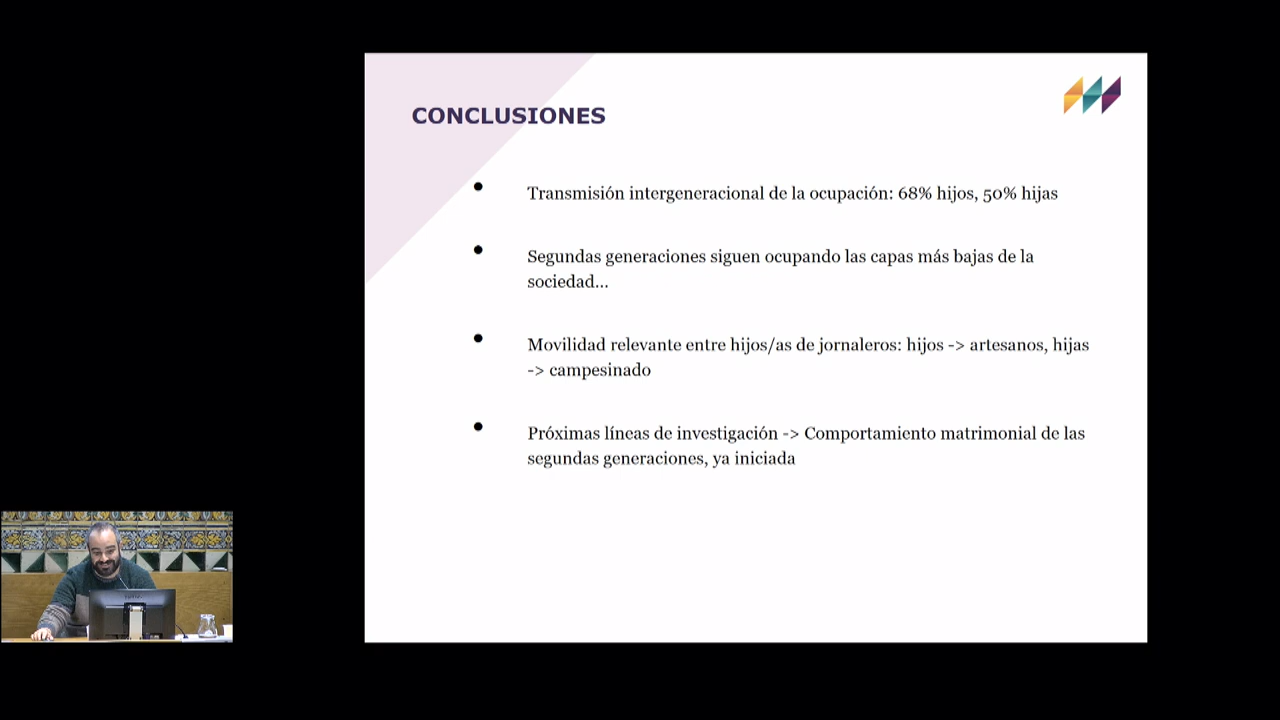 CONCLUSIONES
Transmisión intergeneracional de la ocupación: 68% hijos, 50% hijas
Segundas generaciones siguen ocupando las capas más bajas de la
sociedad...
Movilidad relevante entre hijos/as de jornaleros: hijos -> artesanos, hijas
-> campesinado
Próximas líneas de investigación -> Comportamiento matrimonial de las
segundas generaciones, ya iniciada